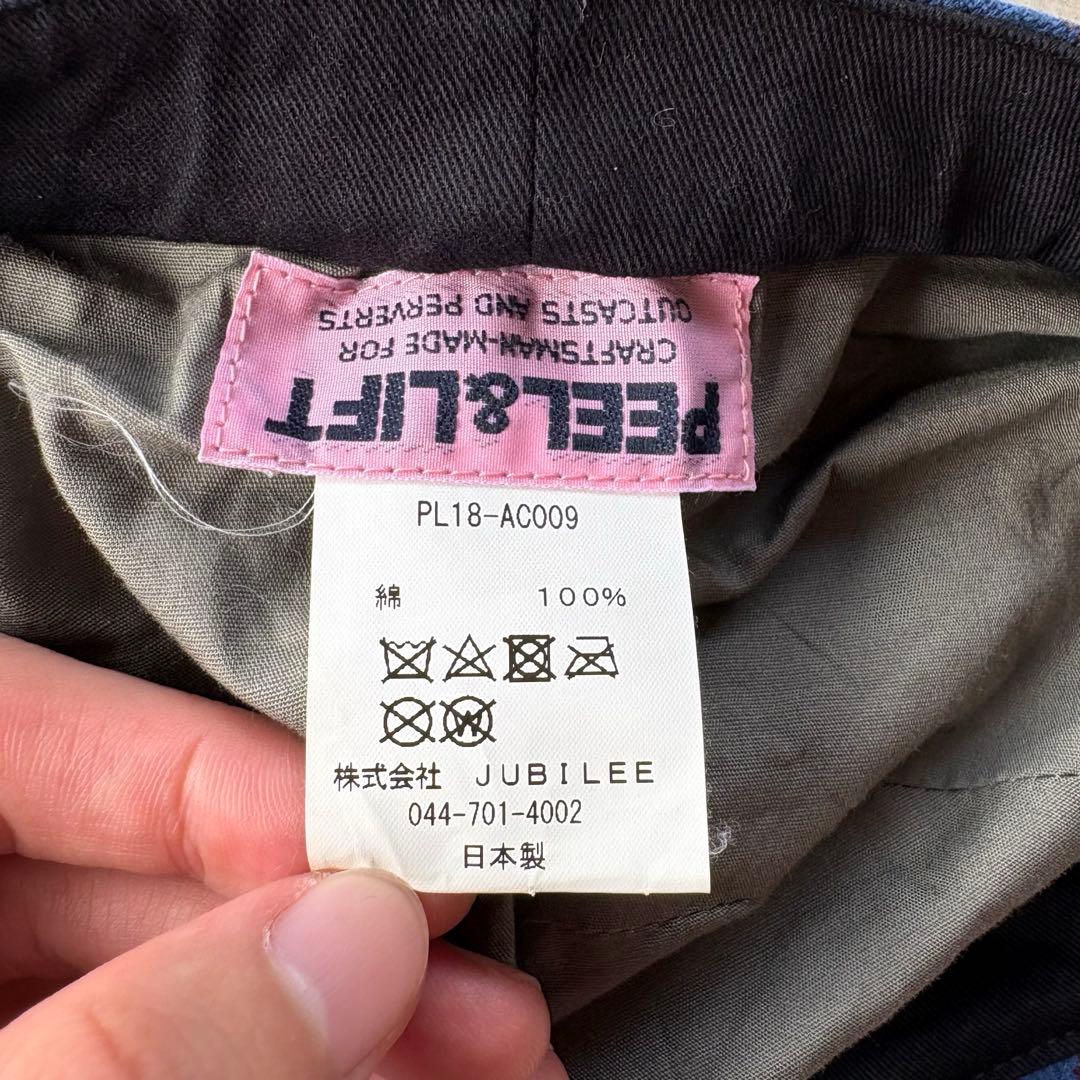 PEEL&LIFT
CRAFTSMAN-MADE FOR
OUTCASTS AND PERVERTS
PL18-AC009
綿 100%
W
株式会社 JUBILEE
044-701-4002
日本製